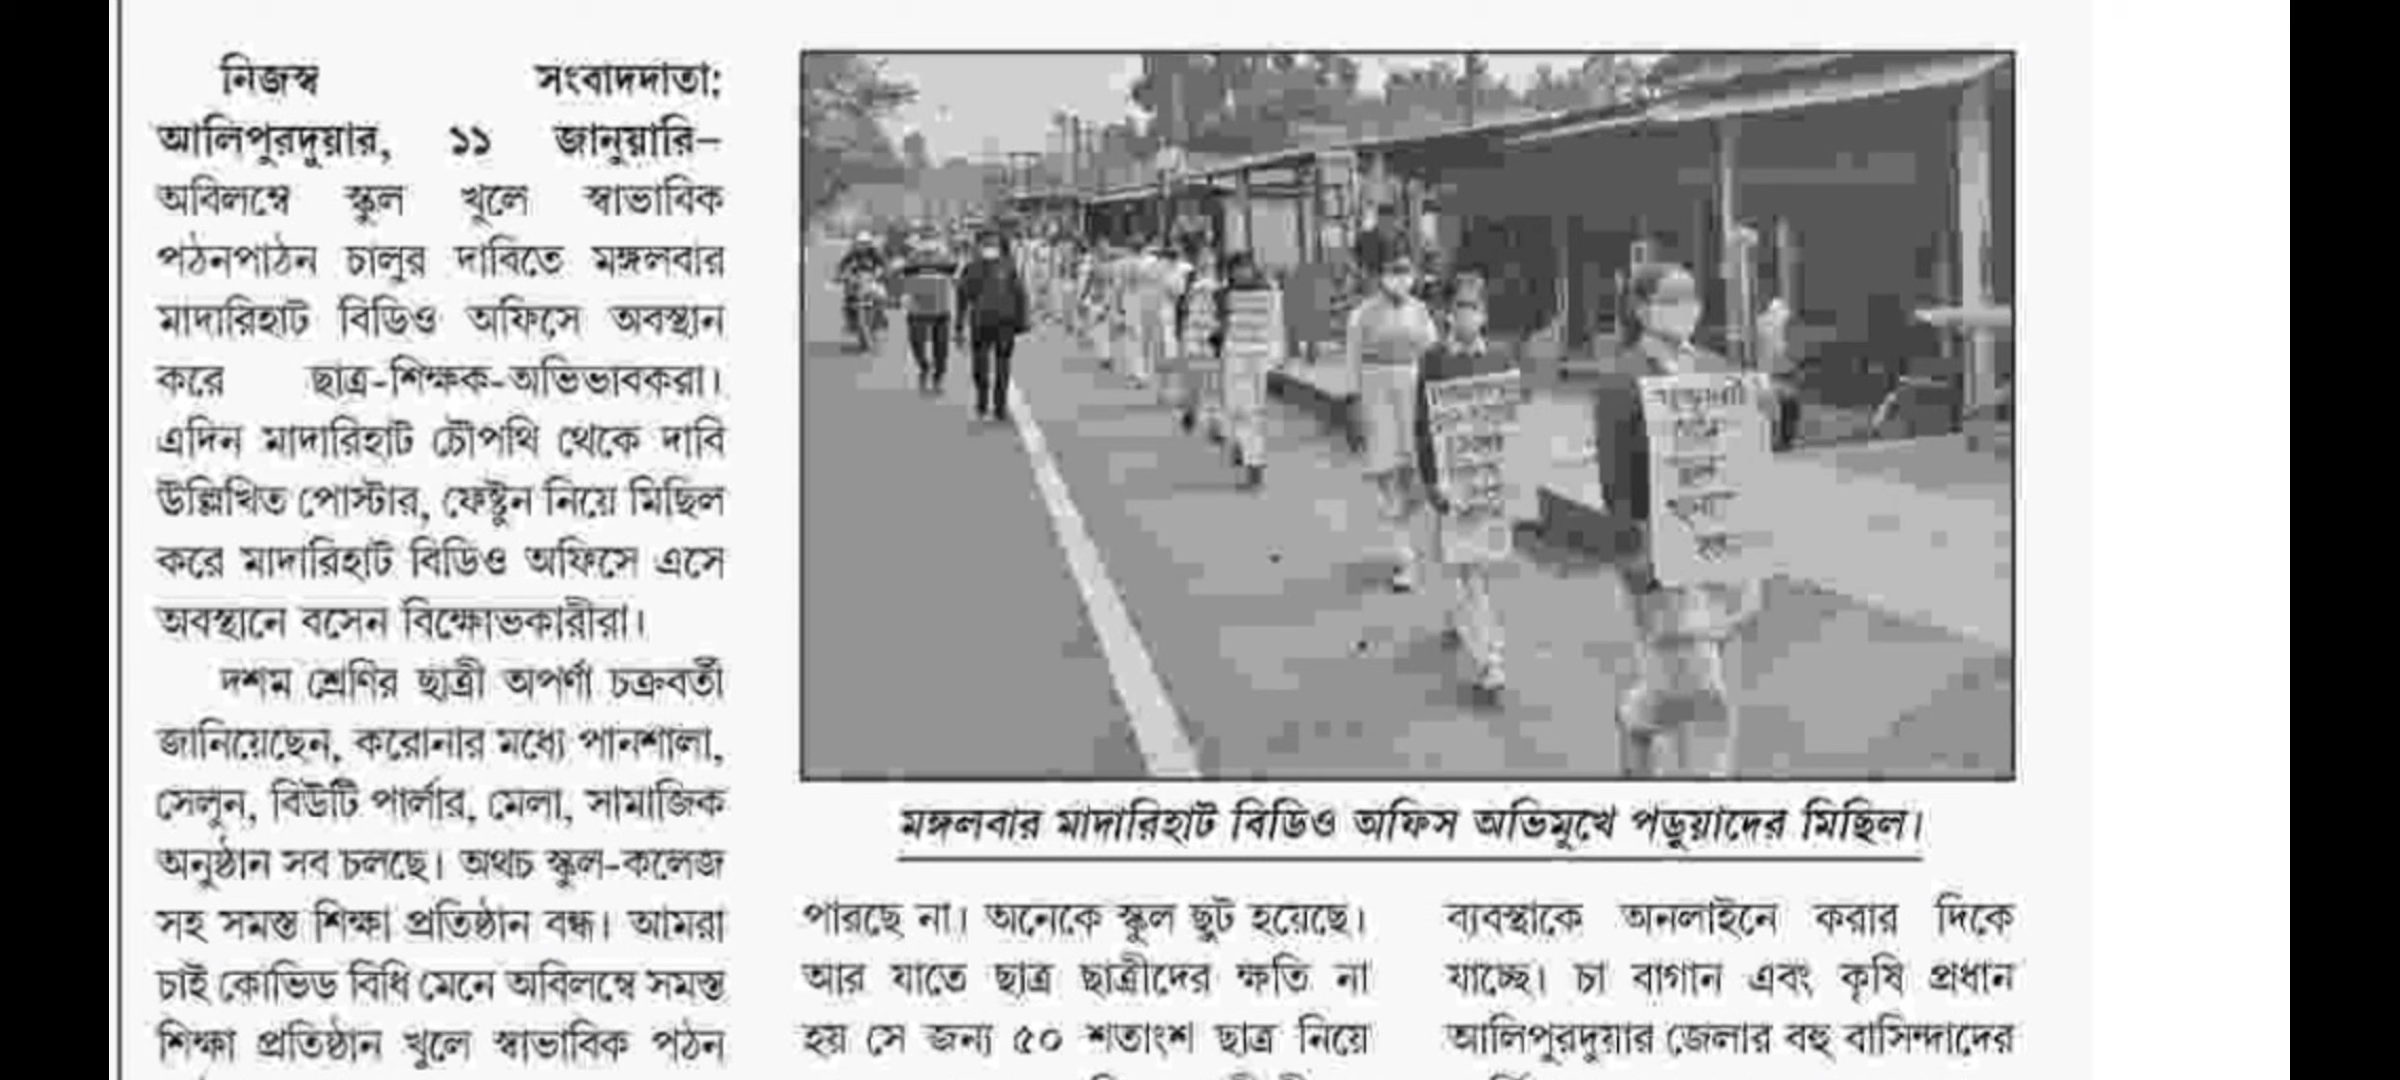 নিজস্ব সংবাদদাতা:
আলিপুরদুয়ার, ১১ জানুয়ারি–
অবিলম্বে স্কুল খুলে স্বাভাবিক
পঠনপাঠন চালুর দাবিতে মঙ্গলবার
মাদারিহাট বিডিও অফিসে অবস্থান
করে ছাত্র-শিক্ষক-অভিভাবকরা।
এদিন মাদারিহাট চৌপথি থেকে দাবি
উল্লিখিত পোস্টার, ফেষ্টুন নিয়ে মিছিল
করে মাদারিহাট বিডিও অফিসে এসে
অবস্থানে বসেন বিক্ষোভকারীরা।
দশম শ্রেণির ছাত্রী অপর্ণা চক্রবর্তী
জানিয়েছেন, করোনার মধ্যে পানশালা,
সেলুন, বিউটি পার্লার, মেলা, সামাজিক
অনুষ্ঠান সব চলছে। অথচ স্কুল-কলেজ
সহ সমস্ত শিক্ষা প্রতিষ্ঠান বন্ধ। আমরা
চাই কোভিড বিধি মেনে অবিলম্বে সমস্ত
শিক্ষা প্রতিষ্ঠান খুলে স্বাভাবিক পঠন
মঙ্গলবার মাদারিহাট বিডিও অফিস অভিমুখে পড়ুয়াদের মিছিল।
পারছে না। অনেকে স্কুল ছুট হয়েছে।
আর যাতে ছাত্র ছাত্রীদের ক্ষতি না
হয় সে জন্য ৫০ শতাংশ ছাত্র নিয়ে
ব্যবস্থাকে অনলাইনে করার দিকে
যাচ্ছে। চা বাগান এবং কৃষি প্রধান
আলিপুরদুয়ার জেলার বহু বাসিন্দাদের